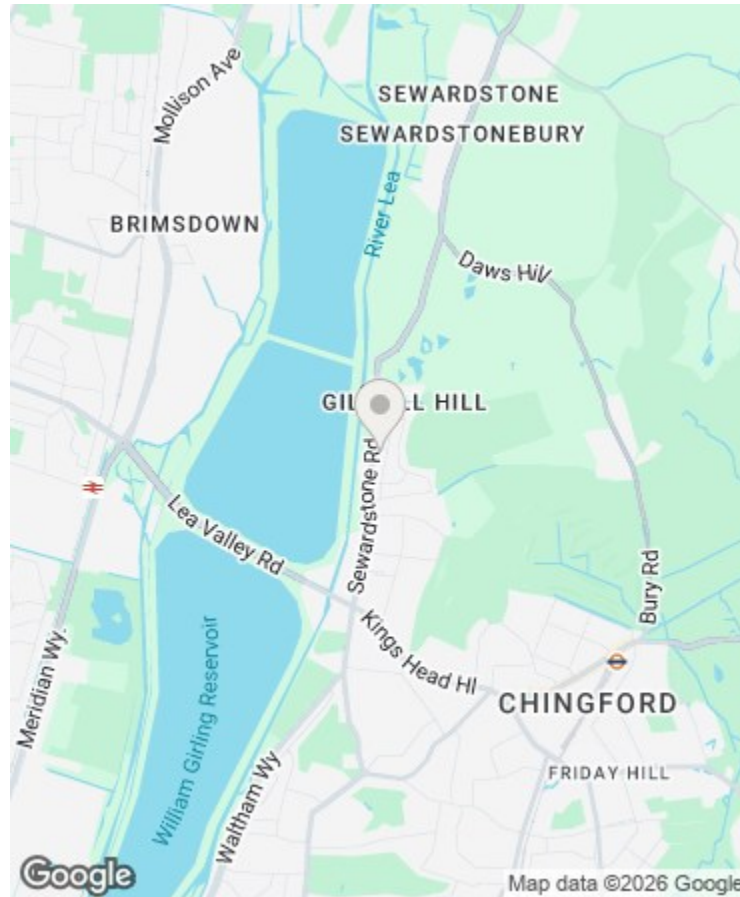 Mollison Ave
SEWARDSTONE
SEWARDSTONEBURY
River Lea
BRIMSDOWN
Daws Hil
HILL
Sewardstone Rd
Lea Valley Rd
Kings Head Hl
Bury Rd
William Girling Reservoir
Meridian Wy
CHINGFORD
FRIDAY HILL
Waltham Wy
Google
Map data ©2026 Google